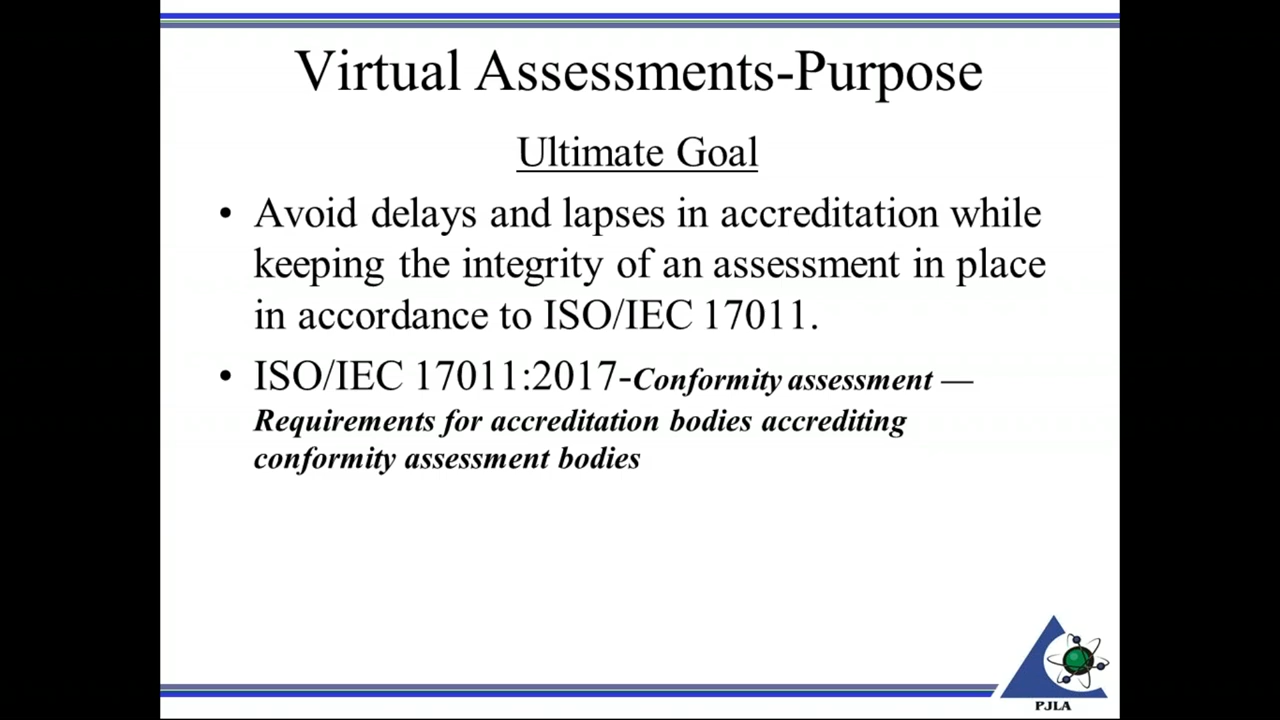 Virtual Assessments-Purpose
Ultimate Goal
• Avoid delays and lapses in accreditation while
keeping the integrity of an assessment in place
in accordance to ISO/IEC 17011.
• ISO/IEC 17011:2017-Conformity assessment —
Requirements for accreditation bodies accrediting
conformity assessment bodies
PJLA